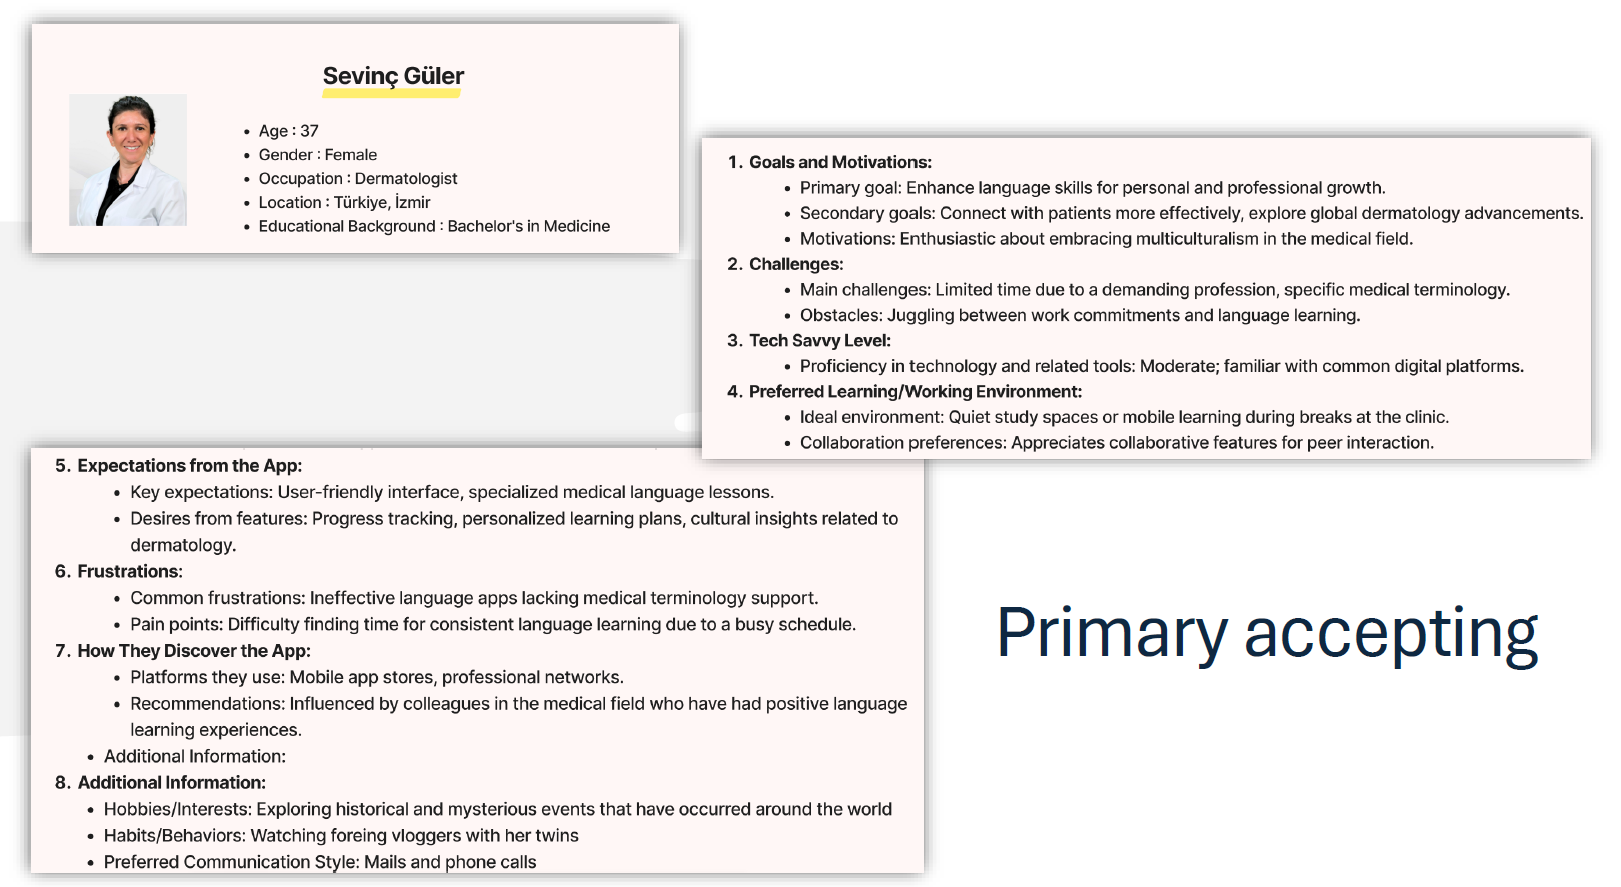 Sevinç Güler
• Age : 37
• Gender : Female
• Occupation : Dermatologist
• Location : Türkiye, İzmir
• Educational Background : Bachelor's in Medicine
1. Goals and Motivations:
• Primary goal: Enhance language skills for personal and professional growth.
• Secondary goals: Connect with patients more effectively, explore global dermatology advancements.
• Motivations: Enthusiastic about embracing multiculturalism in the medical field.
2. Challenges:
• Main challenges: Limited time due to a demanding profession, specific medical terminology.
• Obstacles: Juggling between work commitments and language learning.
3. Tech Savvy Level:
• Proficiency in technology and related tools: Moderate; familiar with common digital platforms.
4. Preferred Learning/Working Environment:
• Ideal environment: Quiet study spaces or mobile learning during breaks at the clinic.
• Collaboration preferences: Appreciates collaborative features for peer interaction.
5. Expectations from the App:
• Key expectations: User-friendly interface, specialized medical language lessons.
• Desires from features: Progress tracking, personalized learning plans, cultural insights related to
dermatology.
6. Frustrations:
• Common frustrations: Ineffective language apps lacking medical terminology support.
• Pain points: Difficulty finding time for consistent language learning due to a busy schedule.
7. How They Discover the App:
• Platforms they use: Mobile app stores, professional networks.
• Recommendations: Influenced by colleagues in the medical field who have had positive language
learning experiences.
• Additional Information:
8. Additional Information:
• Hobbies/Interests: Exploring historical and mysterious events that have occurred around the world
• Habits/Behaviors: Watching foreing vloggers with her twins
• Preferred Communication Style: Mails and phone calls
Primary accepting